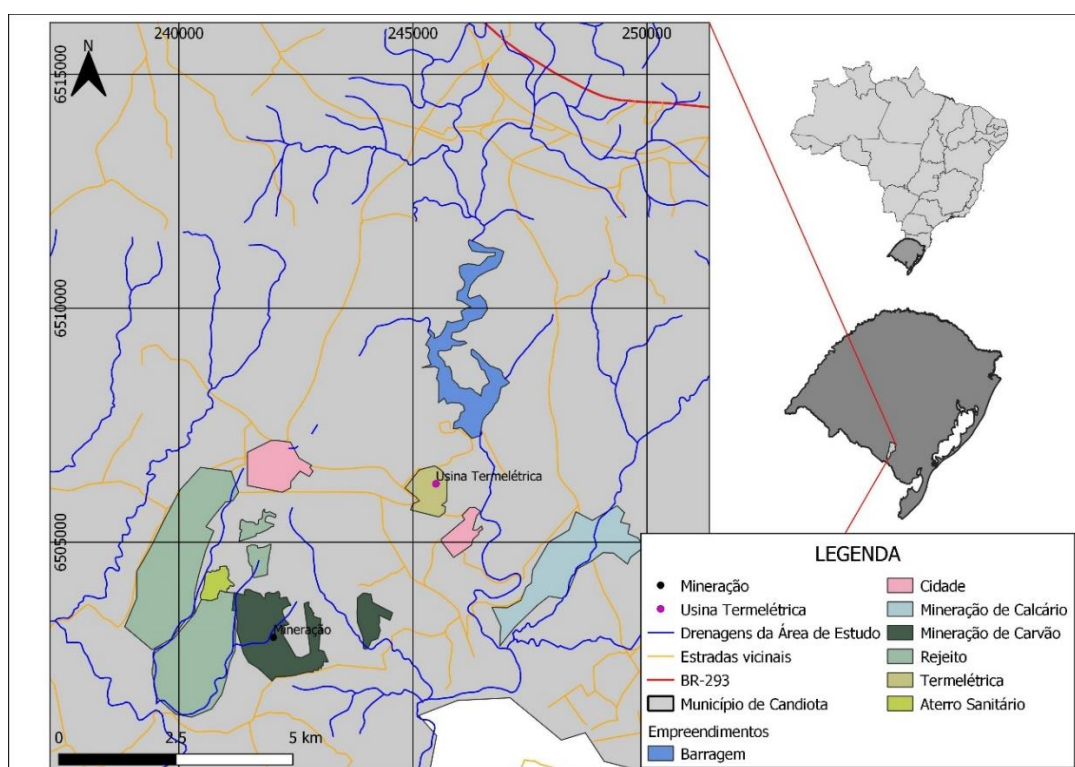 240000 245000 250000
N
6515000
6510000
6505000
Usina Termelétrica
Mineração
0 2.5 5 km
LEGENDA
Mineração
Usina Termelétrica
Drenagens da Área de Estudo
Estradas vicinais
BR-293
Município de Candiota
Empreendimentos
Barragem
Cidade
Mineração de Calcário
Mineração de Carvão
Rejeito
Termelétrica
Aterro Sanitário